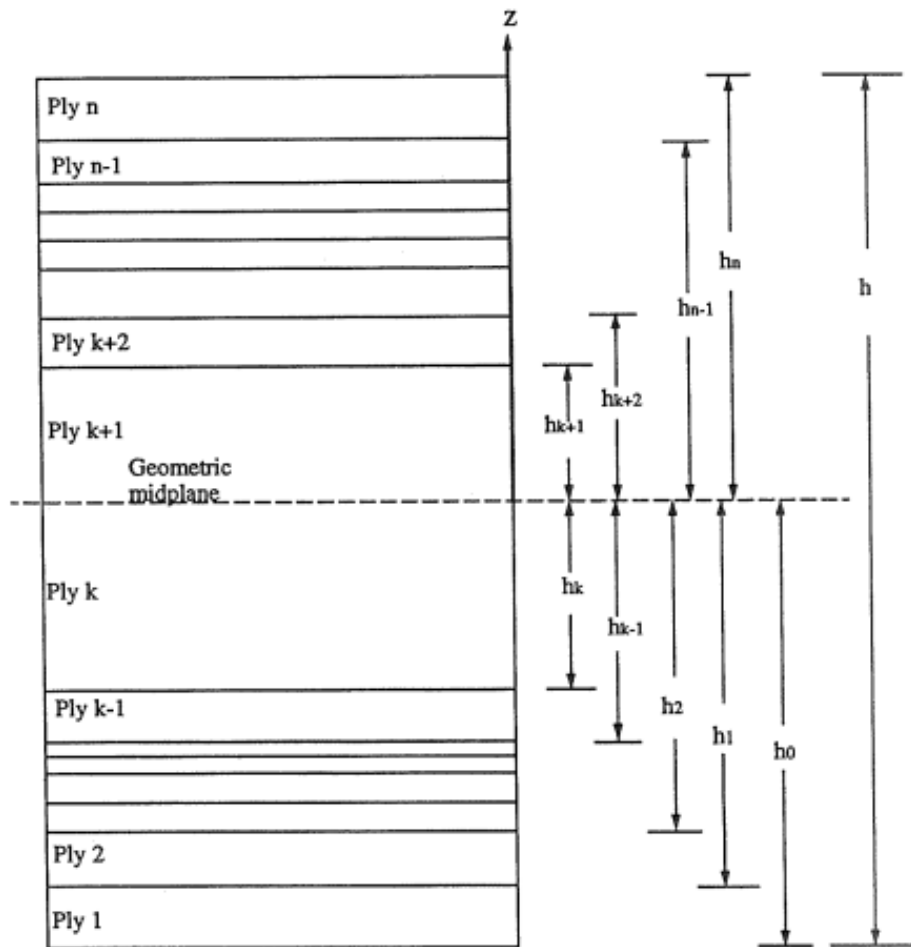 z
Ply n
Ply n-1
hn
h
hn-1
Ply k+2
hk+2
hk+1
Ply k+1
Geometric
midplane
Ply k
hk
hk-1
Ply k-1
h2
h1
h0
Ply 2
Ply 1